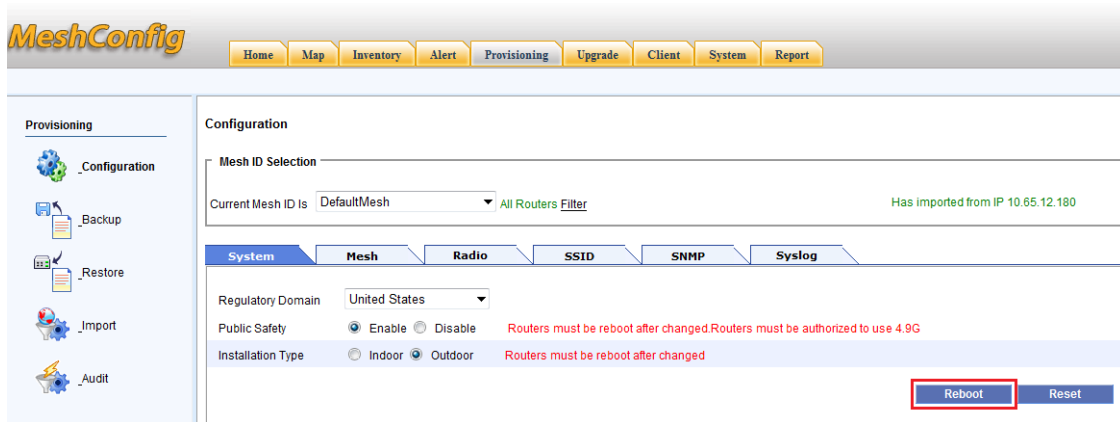 MeshConfig
Home Map Inventory Alert Provisioning Upgrade Client System Report
Provisioning
_Configuration
_Backup
_Restore
_Import
_Audit
Configuration
Mesh ID Selection
Current Mesh ID Is DefaultMesh All Routers Filter Has imported from IP 10.65.12.180
System Mesh Radio SSID SNMP Syslog
Regulatory Domain United States
Public Safety Enable Disable Routers must be reboot after changed.Routers must be authorized to use 4.9G
Installation Type Indoor Outdoor Routers must be reboot after changed
Reboot Reset